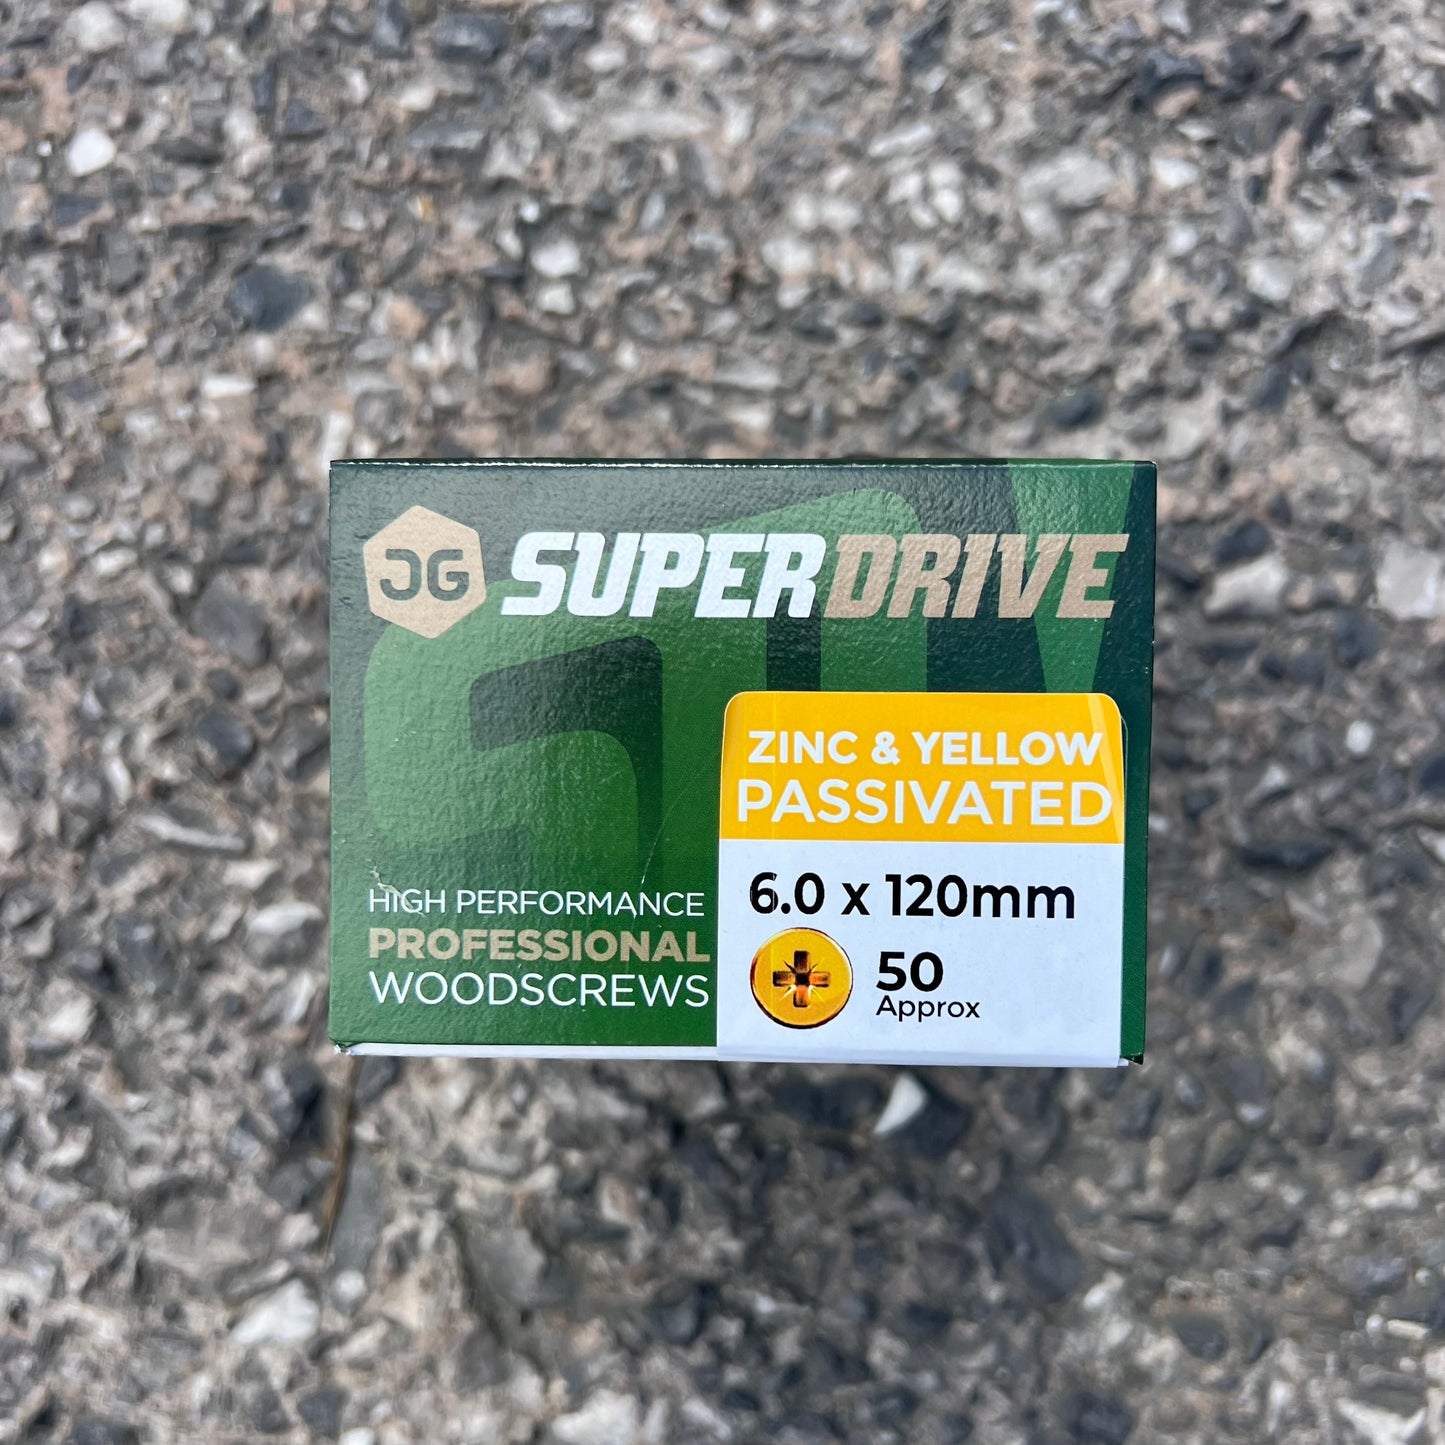 JG SUPERDRIVE
ZINC & YELLOW
PASSIVATED
HIGH PERFORMANCE
PROFESSIONAL
WOODSCREWS
6.0 x 120mm
50
Approx